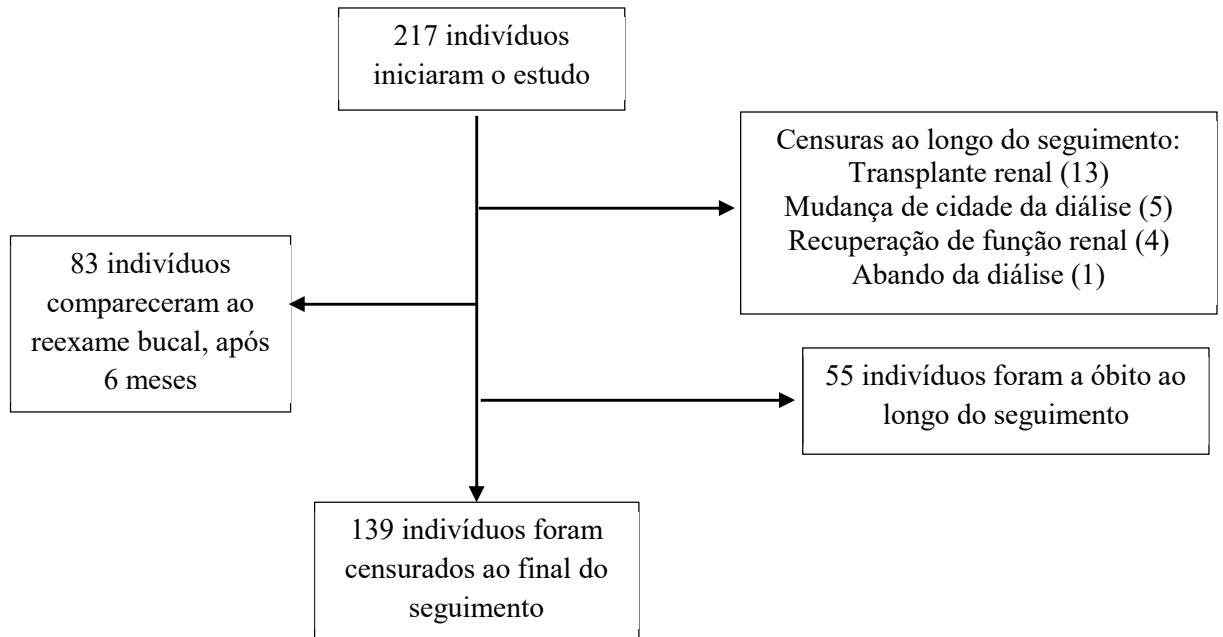 217 indivíduos
iniciaram o estudo
Censuras ao longo do seguimento:
Transplante renal (13)
Mudança de cidade da diálise (5)
Recuperação de função renal (4)
Abando da diálise (1)
83 indivíduos
compareceram ao
reexame bucal, após
6 meses
55 indivíduos foram a óbito ao
longo do seguimento
139 indivíduos foram
censurados ao final do
seguimento